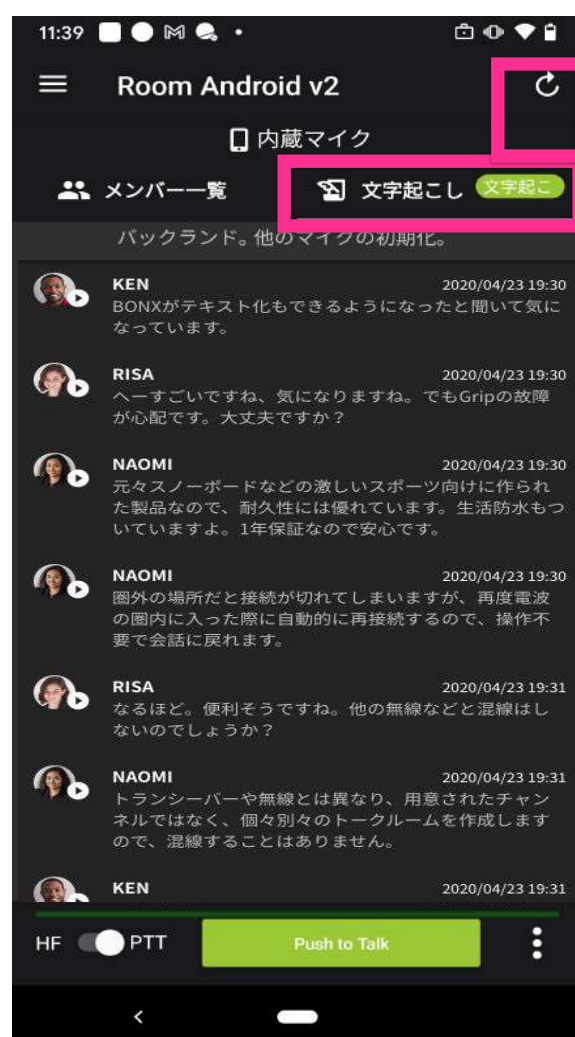 11:39
Room Android v2
内蔵マイク
メンバー一覧
文字起こし 文字起こ
バックランド。他のマイクの初期化。
KEN 2020/04/23 19:30
BONXがテキスト化もできるようになったと聞いて気に
なっています。
RISA 2020/04/23 19:30
へーすごいですね、気になりますね。でもGripの故障
が心配です。大丈夫ですか？
NAOMI 2020/04/23 19:30
元々スノーボードなどの激しいスポーツ向けに作られ
た製品なので、耐久性には優れています。生活防水もつ
いていますよ。1年保証なので安心です。
NAOMI 2020/04/23 19:30
圏外の場所だと接続が切れてしまいますが、再度電波
の圏内に入った際に自動的に再接続するので、操作不
要で会話に戻れます。
RISA 2020/04/23 19:31
なるほど。便利そうですね。他の無線などと混線はし
ないのでしょうか？
NAOMI 2020/04/23 19:31
トランシーバーや無線とは異なり、用意されたチャン
ネルではなく、個々別々のトークルームを作成します
ので、混線することはありません。
KEN 2020/04/23 19:31
HF PTT Push to Talk